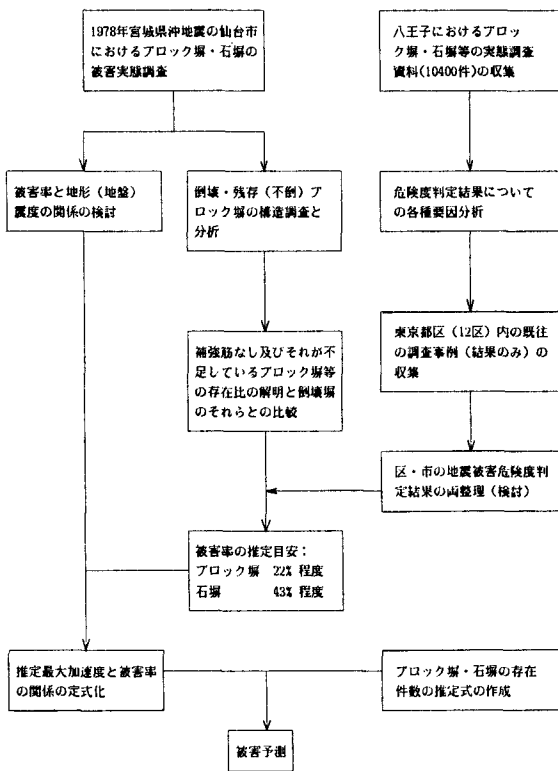 1978年宮城県沖地震の仙台市
におけるブロック塀・石塀の
被害実態調査
八王子におけるブロッ
ク塀・石塀等の実態調査
資料(10400件)の収集
被害率と地形(地盤)
震度の関係の検討
倒壊・残存(不倒)ブ
ロック塀の構造調査と
分析
危険度判定結果について
の各種要因分析
補強筋なし及びそれが不
足しているブロック塀等
の存在比の解明と倒壊塀
のそれらとの比較
東京都区(12区)内の既往
の調査事例(結果のみ)の
収集
区・市の地震被害危険度判
定結果の両整理(検討)
被害率の推定目安:
ブロック塀 22% 程度
石塀 43% 程度
推定最大加速度と被害率
の関係の定式化
ブロック塀・石塀の存在
件数の推定式の作成
被害予測